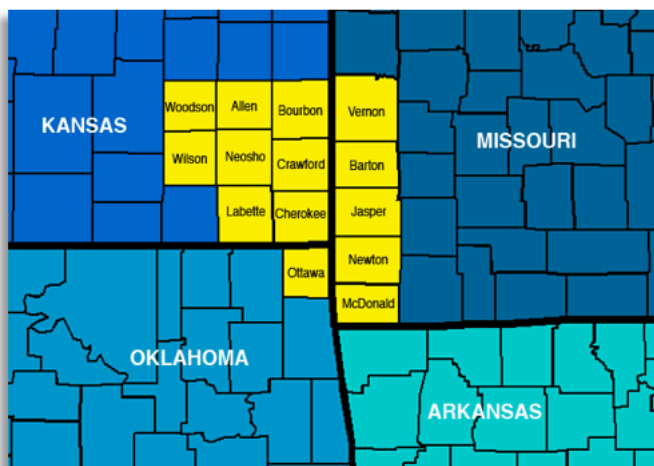 Woodson Allen Bourbon Vernon
KANSAS MISSOURI
Wilson Neosho Crawford Barton
Labette Cherokee Jasper
Newton
Ottawa
McDonald
OKLAHOMA
ARKANSAS